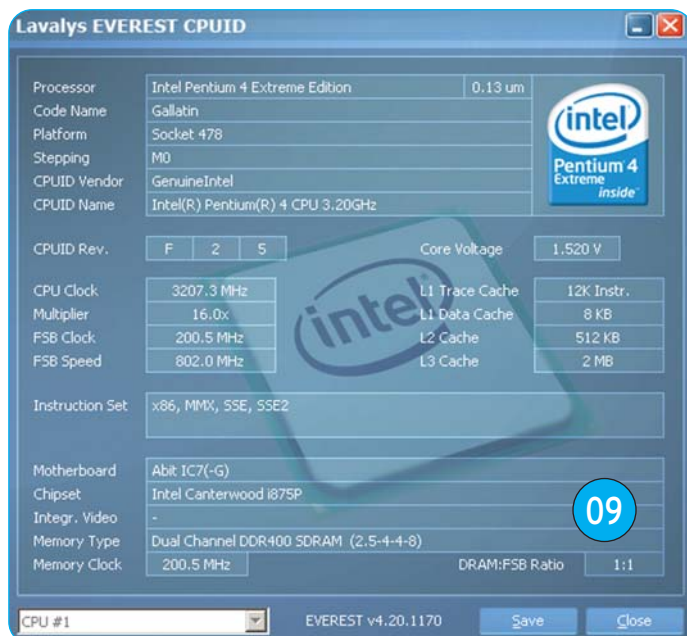 Lavalys EVEREST CPUID
Processor Intel Pentium 4 Extreme Edition 0.13 um
Code Name Gallatin
Platform Socket 478
Stepping M0
CPUID Vendor GenuineIntel
CPUID Name Intel(R) Pentium(R) 4 CPU 3.20GHz
intel
Pentium 4
Extreme
inside™
CPUID Rev. F 2 5 Core Voltage 1.520 V
CPU Clock 3207.3 MHz L1 Trace Cache 12K Instr.
Multiplier 16.0x L1 Data Cache 8 KB
FSB Clock 200.5 MHz L2 Cache 512 KB
FSB Speed 802.0 MHz L3 Cache 2 MB
intel
Instruction Set x86, MMX, SSE, SSE2
Motherboard Abit IC7(-G)
Chipset Intel Canterwood i875P
Integr. Video -
Memory Type Dual Channel DDR400 SDRAM (2.5-4-4-8)
Memory Clock 200.5 MHz DRAM:FSB Ratio 1:1
09
CPU #1 EVEREST v4.20.1170 Save Close